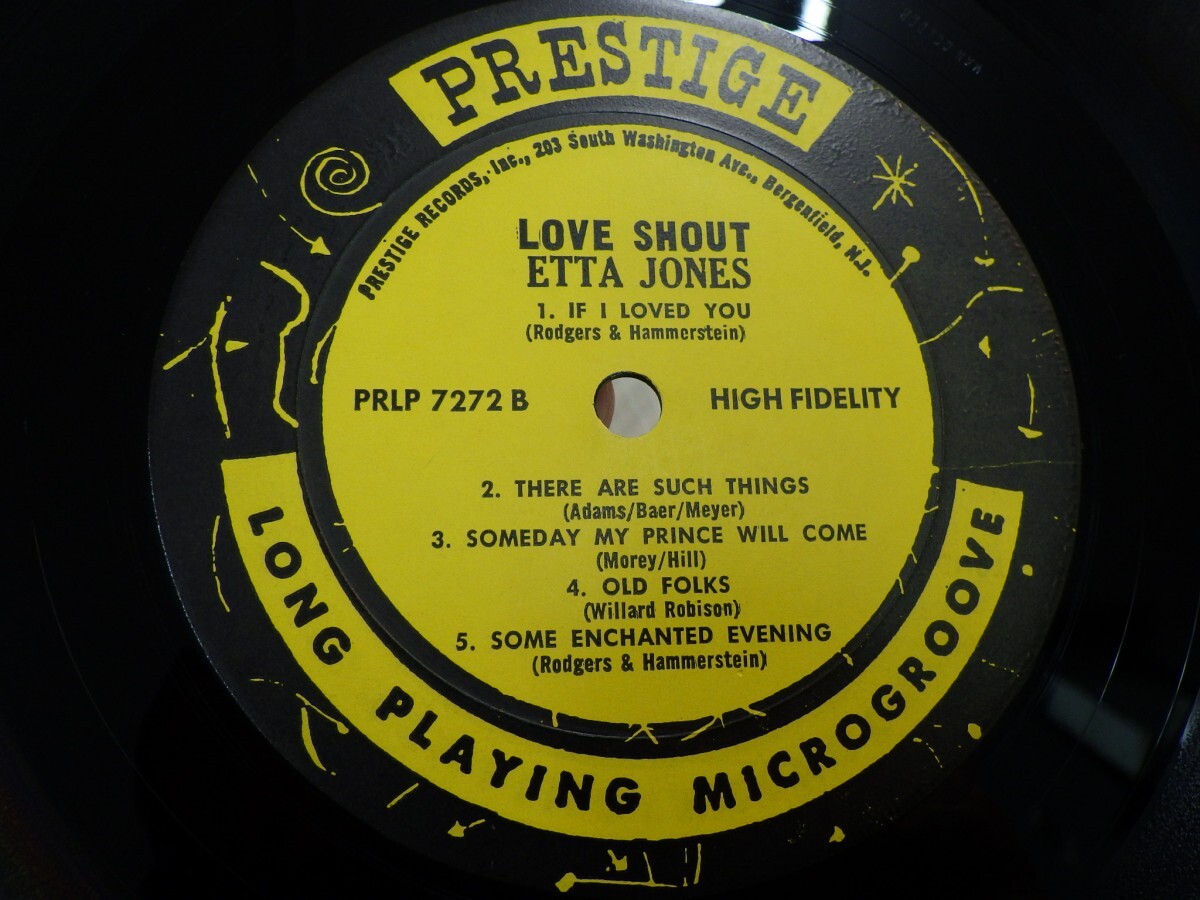 PRESTIGE
PRESTIGE RECORDS, Inc., 203 South Washington Ave., Bergenfield, N.J.
LOVE SHOUT
ETTA JONES
1. IF I LOVED YOU
(Rodgers & Hammerstein)
PRLP 7272 B
HIGH FIDELITY
2. THERE ARE SUCH THINGS
(Adams/Baer/Meyer)
3. SOMEDAY MY PRINCE WILL COME
(Morey/Hill)
4. OLD FOLKS
(Willard Robison)
5. SOME ENCHANTED EVENING
(Rodgers & Hammerstein)
LONG PLAYING MICROGROOVE